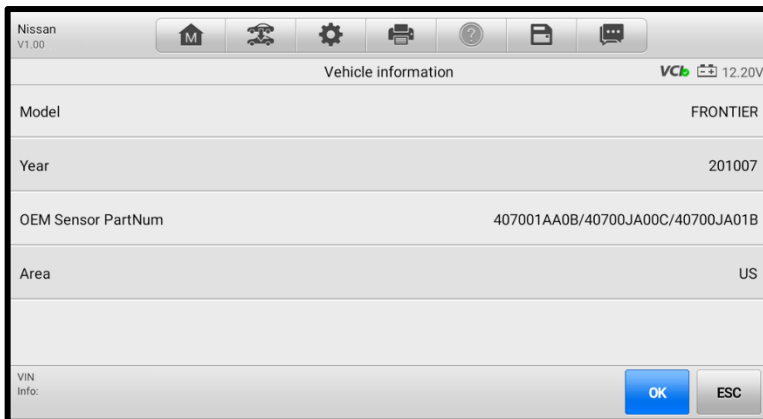 Nissan
V1.00
M
?
Vehicle information
VCI 12.20V
Model FRONTIER
Year 201007
OEM Sensor PartNum 407001AA0B/40700JA00C/40700JA01B
Area US
VIN
Info:
OK ESC